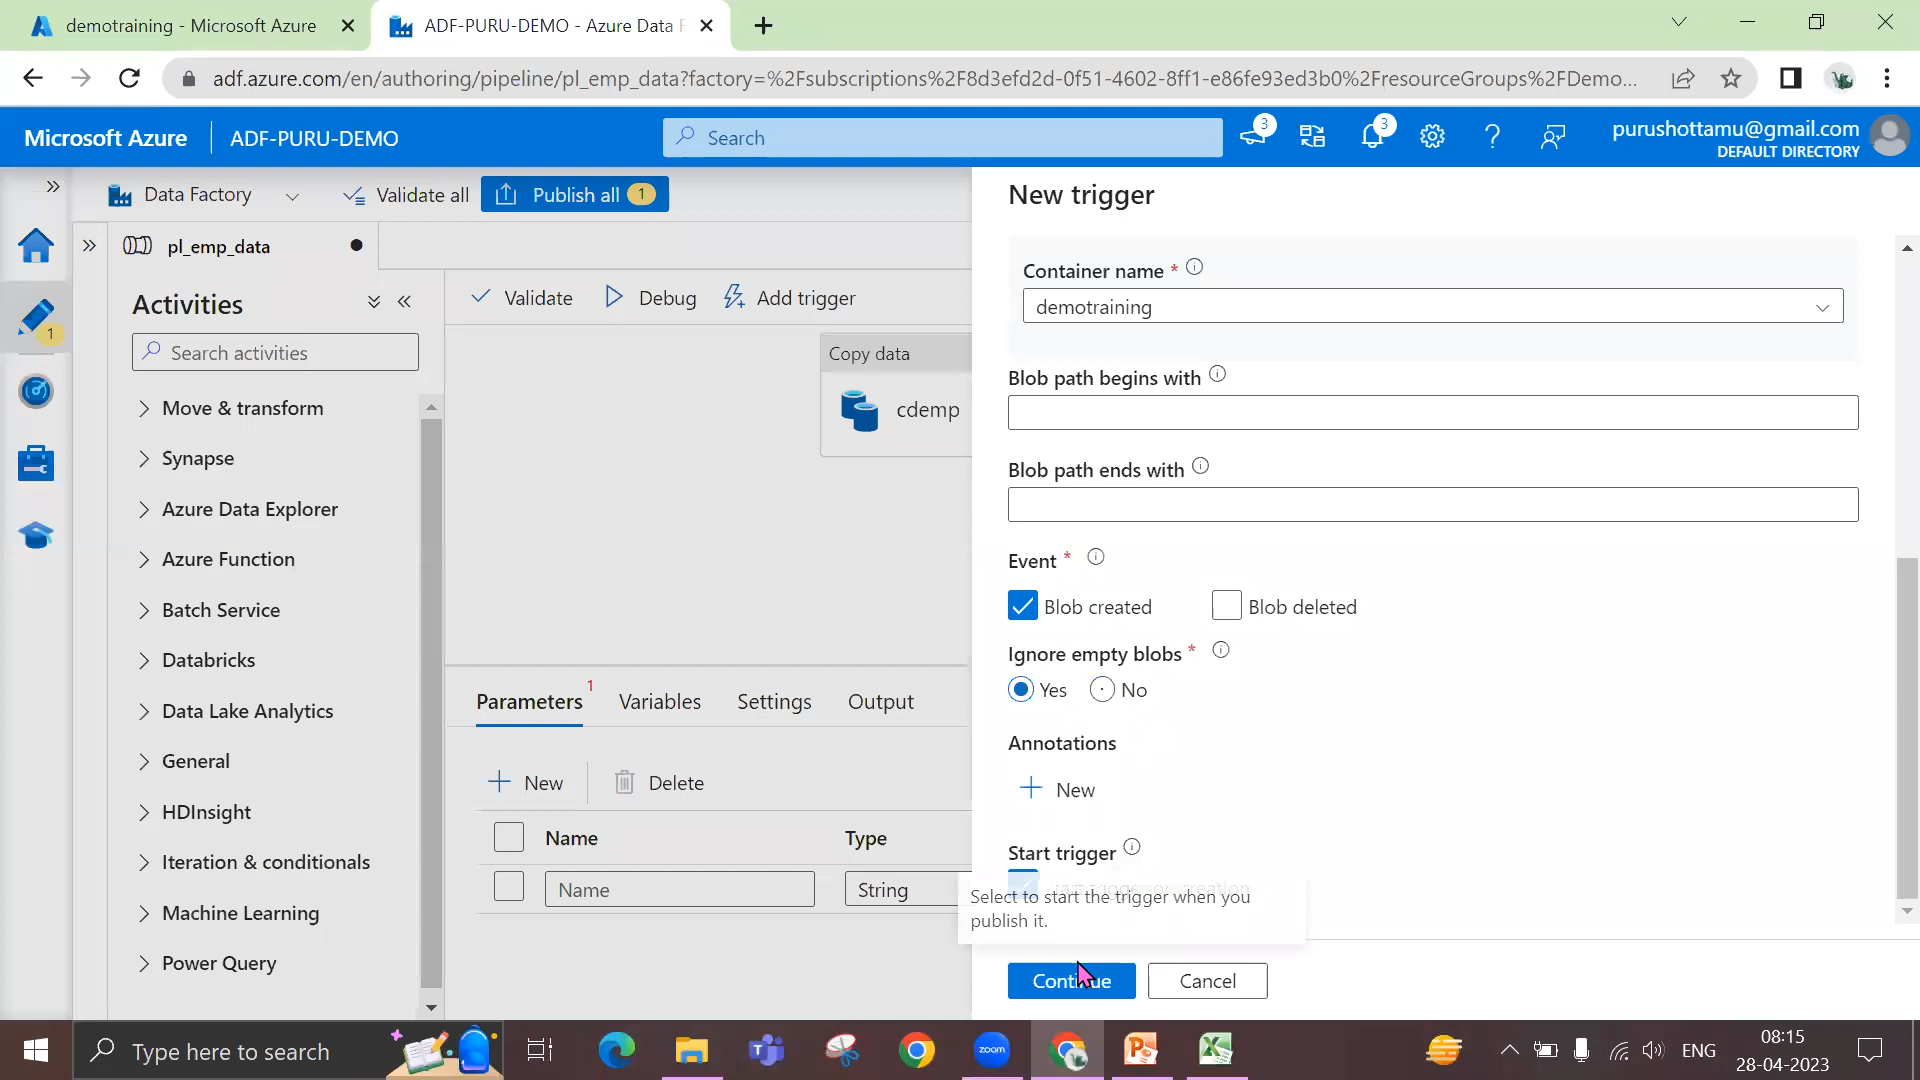 demotraining - Microsoft Azure
ADF-PURU-DEMO - Azure Data F
adf.azure.com/en/authoring/pipeline/pl_emp_data?factory=%2Fsubscriptions%2F8d3efd2d-0f51-4602-8ff1-e86fe93ed3b0%2FresourceGroups%2FDemo...
Microsoft Azure
ADF-PURU-DEMO
Search
3
3
purushottamu@gmail.com
DEFAULT DIRECTORY
Data Factory
Validate all
Publish all
1
New trigger
pl_emp_data
1
Activities
Search activities
Move & transform
Synapse
Azure Data Explorer
Azure Function
Batch Service
Databricks
Data Lake Analytics
General
HDInsight
Iteration & conditionals
Machine Learning
Power Query
Validate
Debug
Add trigger
Copy data
cdemp
Parameters
1
Variables
Settings
Output
New
Delete
Name
Type
Name
String
Container name *
demotraining
Blob path begins with
Blob path ends with
Event *
Blob created
Blob deleted
Ignore empty blobs *
Yes
No
Annotations
New
Start trigger
Select to start the trigger when you
publish it.
Continue
Cancel
Type here to search
zoom
ENG
08:15
28-04-2023